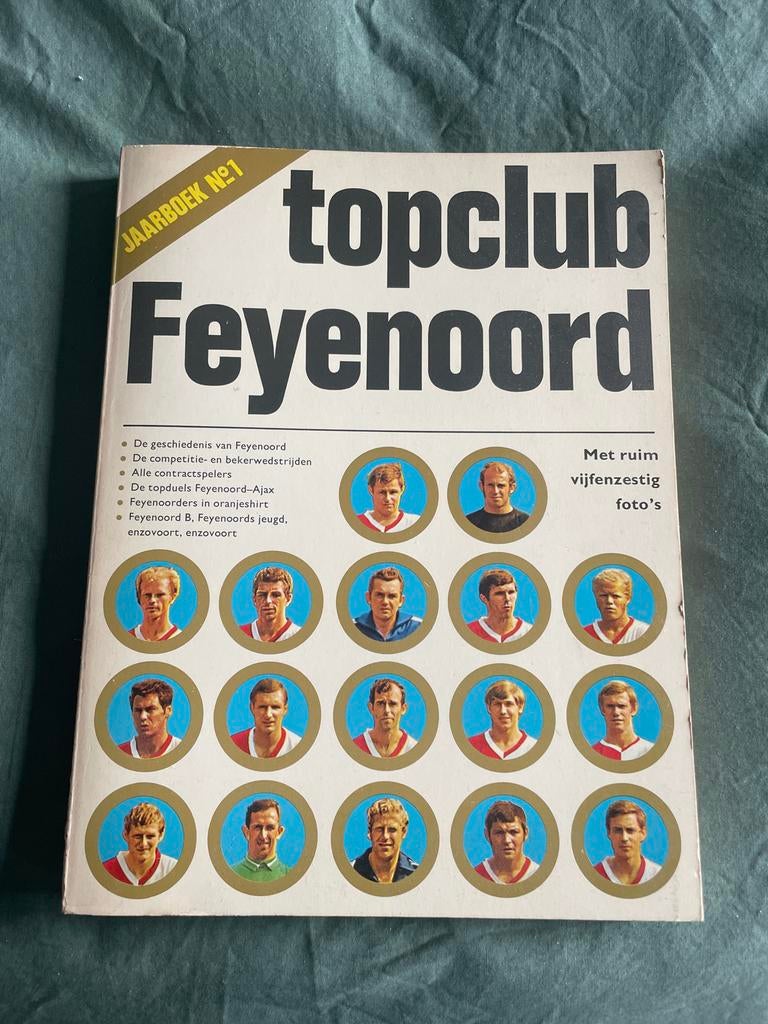 JAARBOEK Nº1
topclub
Feyenoord
• De geschiedenis van Feyenoord
• De competitie- en bekerwedstrijden
• Alle contractspelers
• De topduels Feyenoord–Ajax
• Feyenoorders in oranjeshirt
• Feyenoord B, Feyenoords jeugd,
enzovoort, enzovoort
Met ruim
vijfenzestig
foto's